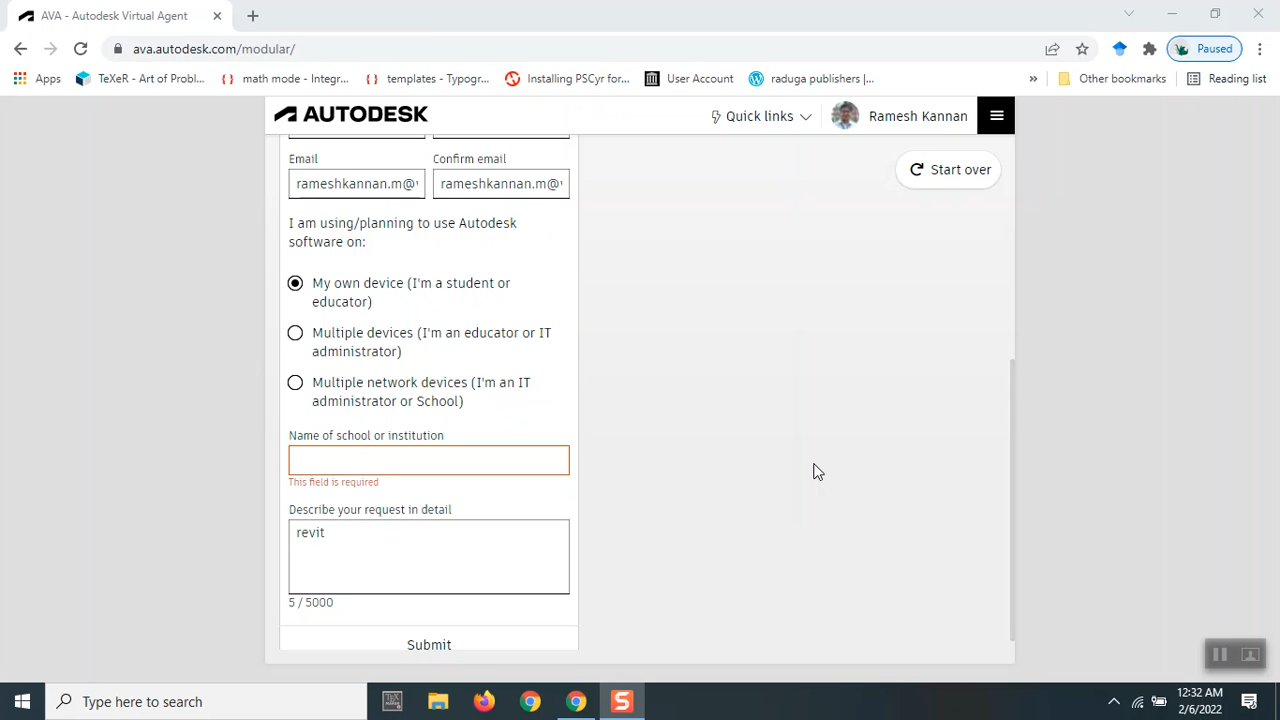 AVA - Autodesk Virtual Agent
ava.autodesk.com/modular/
Paused
Apps
TeXeR - Art of Probl...
math mode - Integr...
templates - Typogr...
Installing PSCyr for...
User Account
raduga publishers |...
»
Other bookmarks
Reading list
AUTODESK
Quick links
Ramesh Kannan
Start over
Email
Confirm email
rameshkannan.m@
rameshkannan.m@
I am using/planning to use Autodesk
software on:
My own device (I'm a student or
educator)
Multiple devices (I'm an educator or IT
administrator)
Multiple network devices (I'm an IT
administrator or School)
Name of school or institution
This field is required
Describe your request in detail
revit
5 / 5000
Submit
Type here to search
12:32 AM
2/6/2022